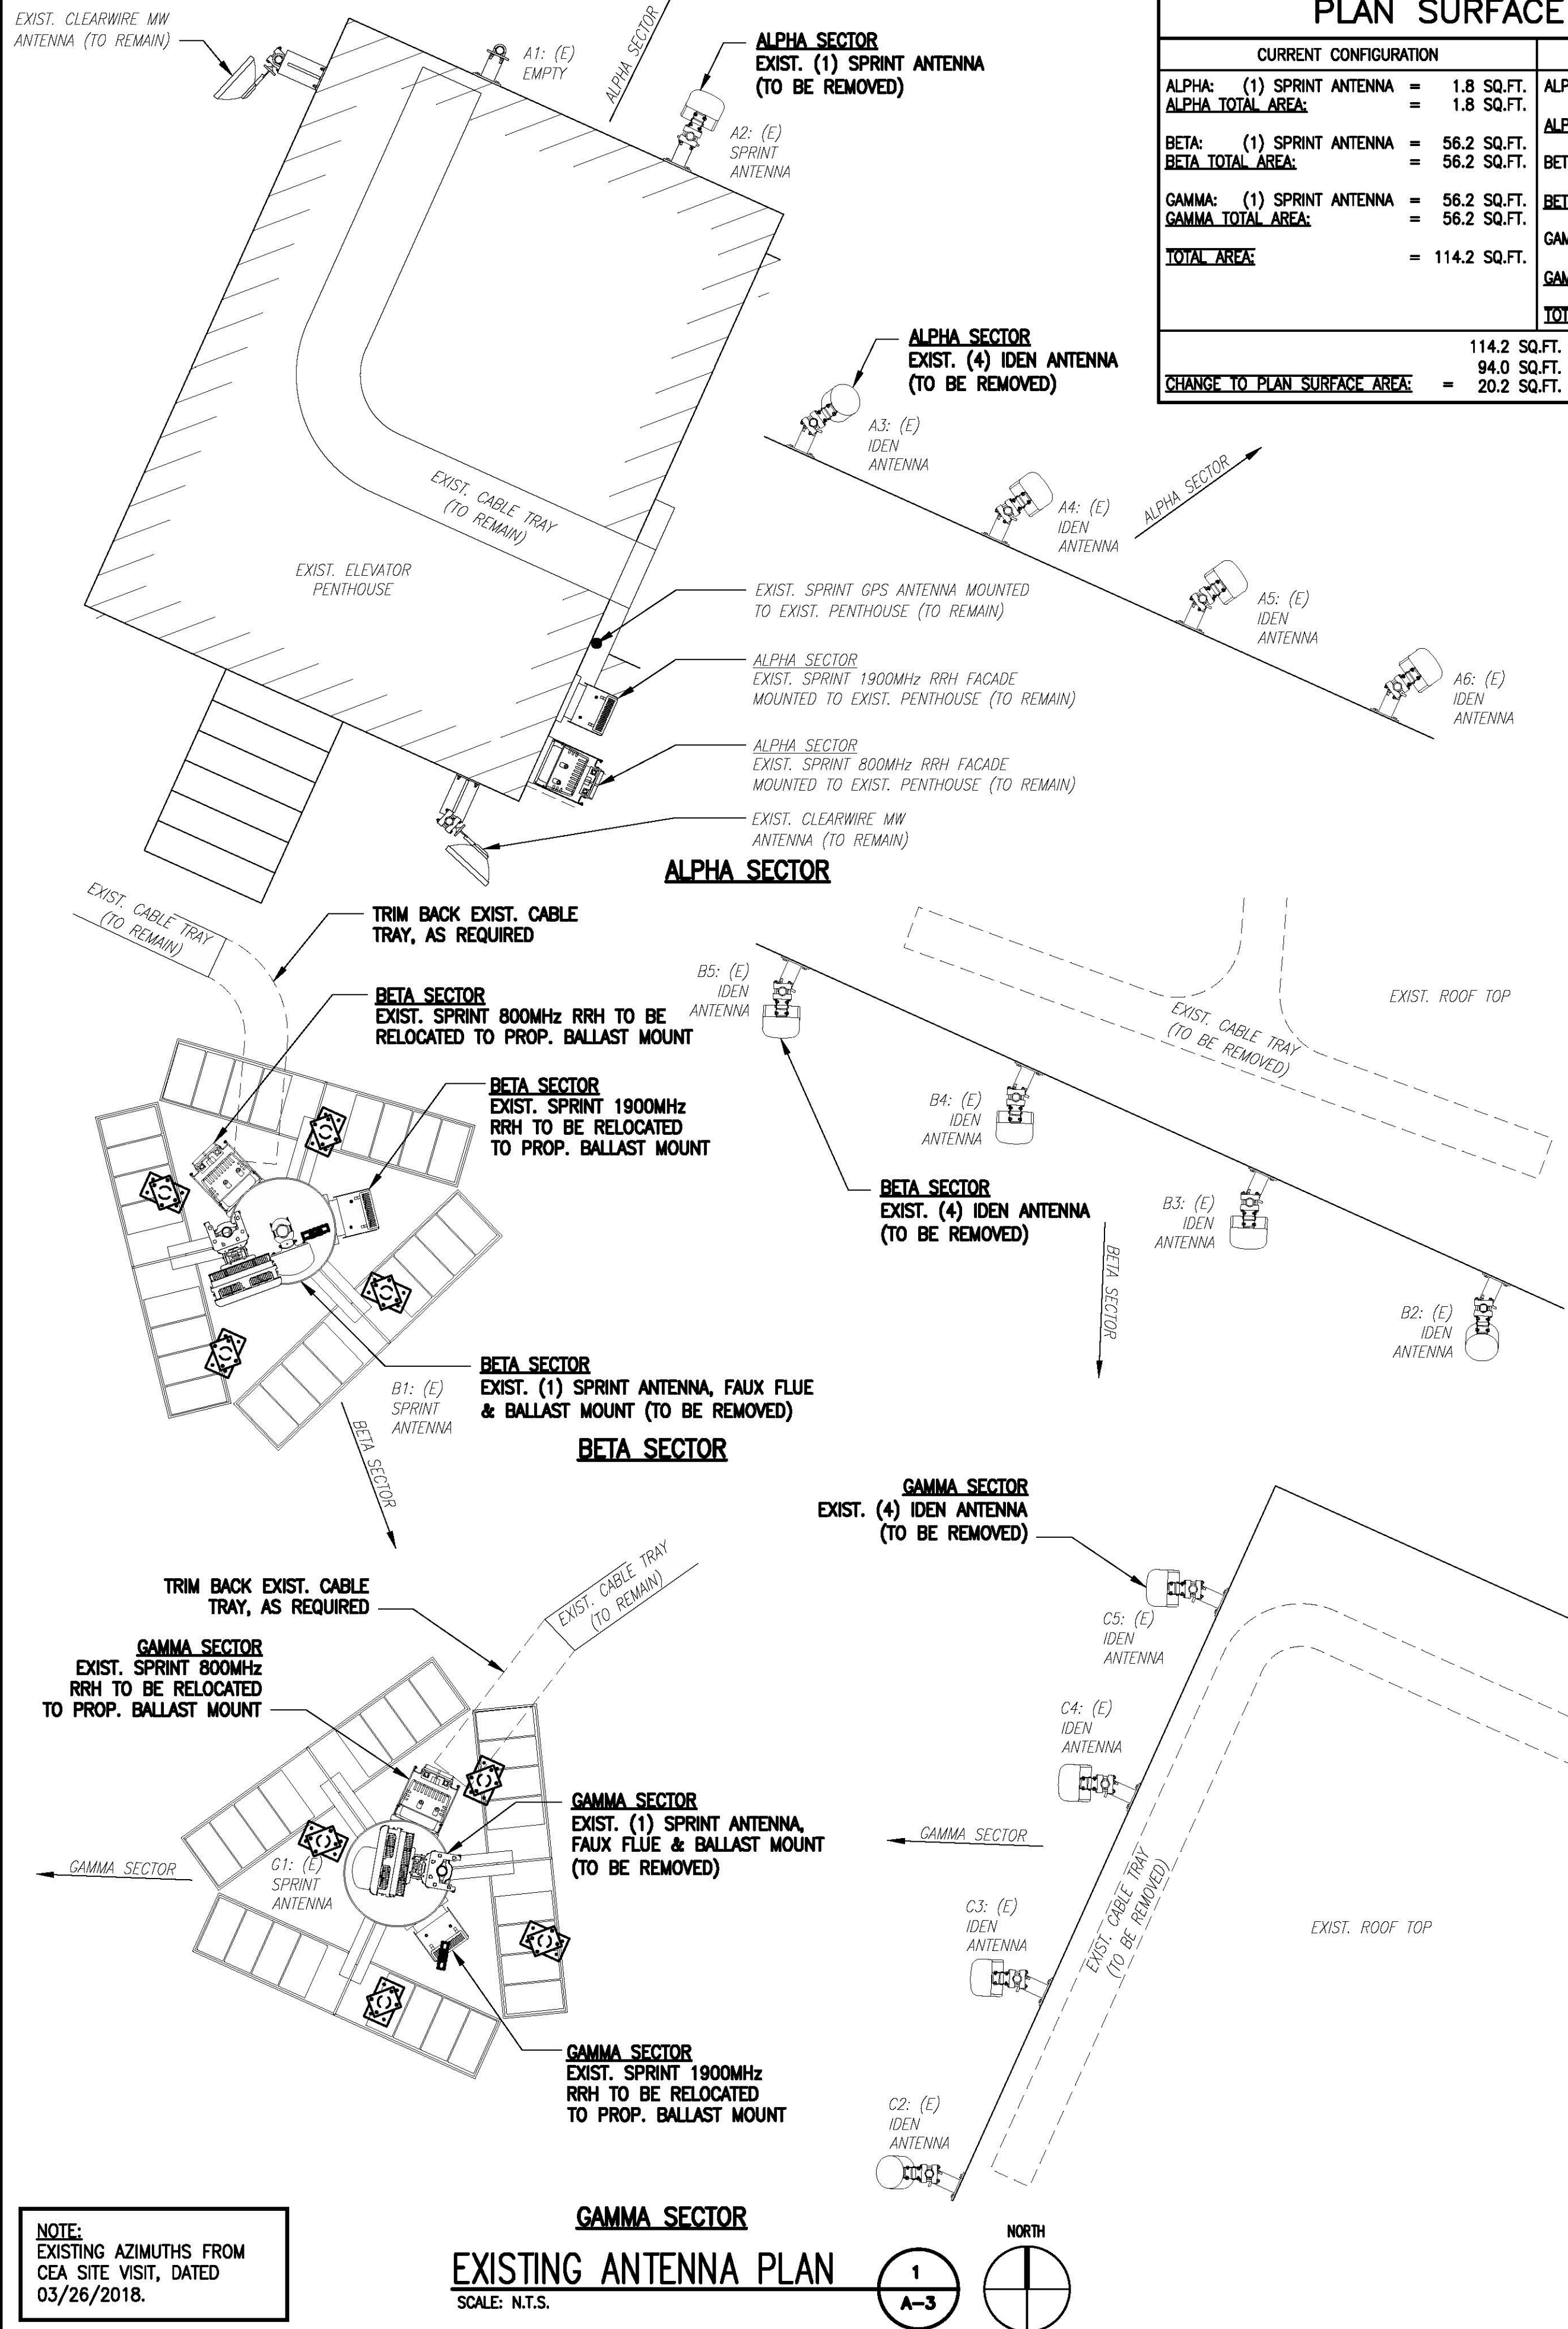 EXIST. CLEARWIRE MW
ANTENNA (TO REMAIN)
A1: (E)
EMPTY
ALPHA SECTOR
ALPHA SECTOR
EXIST. (1) SPRINT ANTENNA
(TO BE REMOVED)
A2: (E)
SPRINT
ANTENNA
PLAN SURFACE
CURRENT CONFIGURATION
ALPHA: (1) SPRINT ANTENNA = 1.8 SQ.FT.
ALPHA TOTAL AREA: = 1.8 SQ.FT.
BETA: (1) SPRINT ANTENNA = 56.2 SQ.FT.
BETA TOTAL AREA: = 56.2 SQ.FT.
GAMMA: (1) SPRINT ANTENNA = 56.2 SQ.FT.
GAMMA TOTAL AREA: = 56.2 SQ.FT.
TOTAL AREA: = 114.2 SQ.FT.
114.2 SQ.FT.
94.0 SQ.FT.
CHANGE TO PLAN SURFACE AREA: = 20.2 SQ.FT.
ALPHA SECTOR
EXIST. (4) IDEN ANTENNA
(TO BE REMOVED)
A3: (E)
IDEN
ANTENNA
A4: (E)
IDEN
ANTENNA
ALPHA SECTOR
A5: (E)
IDEN
ANTENNA
A6: (E)
IDEN
ANTENNA
EXIST. CABLE TRAY
(TO REMAIN)
EXIST. ELEVATOR
PENTHOUSE
EXIST. SPRINT GPS ANTENNA MOUNTED
TO EXIST. PENTHOUSE (TO REMAIN)
ALPHA SECTOR
EXIST. SPRINT 1900MHz RRH FACADE
MOUNTED TO EXIST. PENTHOUSE (TO REMAIN)
ALPHA SECTOR
EXIST. SPRINT 800MHz RRH FACADE
MOUNTED TO EXIST. PENTHOUSE (TO REMAIN)
EXIST. CLEARWIRE MW
ANTENNA (TO REMAIN)
ALPHA SECTOR
EXIST. CABLE TRAY
(TO REMAIN)
TRIM BACK EXIST. CABLE
TRAY, AS REQUIRED
BETA SECTOR
EXIST. SPRINT 800MHz RRH TO BE
RELOCATED TO PROP. BALLAST MOUNT
BETA SECTOR
EXIST. SPRINT 1900MHz
RRH TO BE RELOCATED
TO PROP. BALLAST MOUNT
B5: (E)
IDEN
ANTENNA
B4: (E)
IDEN
ANTENNA
EXIST. CABLE TRAY
(TO BE REMOVED)
EXIST. ROOF TOP
BETA SECTOR
EXIST. (4) IDEN ANTENNA
(TO BE REMOVED)
BETA SECTOR
B3: (E)
IDEN
ANTENNA
B2: (E)
IDEN
ANTENNA
B1: (E)
SPRINT
ANTENNA
BETA SECTOR
EXIST. (1) SPRINT ANTENNA, FAUX FLUE
& BALLAST MOUNT (TO BE REMOVED)
BETA SECTOR
BETA SECTOR
GAMMA SECTOR
EXIST. (4) IDEN ANTENNA
(TO BE REMOVED)
TRIM BACK EXIST. CABLE
TRAY, AS REQUIRED
EXIST. CABLE TRAY
(TO REMAIN)
GAMMA SECTOR
EXIST. SPRINT 800MHz
RRH TO BE RELOCATED
TO PROP. BALLAST MOUNT
C5: (E)
IDEN
ANTENNA
C4: (E)
IDEN
ANTENNA
GAMMA SECTOR
EXIST. (1) SPRINT ANTENNA,
FAUX FLUE & BALLAST MOUNT
(TO BE REMOVED)
GAMMA SECTOR
GAMMA SECTOR
G1: (E)
SPRINT
ANTENNA
C3: (E)
IDEN
ANTENNA
EXIST. CABLE TRAY
(TO BE REMOVED)
EXIST. ROOF TOP
GAMMA SECTOR
EXIST. SPRINT 1900MHz
RRH TO BE RELOCATED
TO PROP. BALLAST MOUNT
C2: (E)
IDEN
ANTENNA
NOTE:
EXISTING AZIMUTHS FROM
CEA SITE VISIT, DATED
03/26/2018.
GAMMA SECTOR
EXISTING ANTENNA PLAN
SCALE: N.T.S.
1
A-3
NORTH